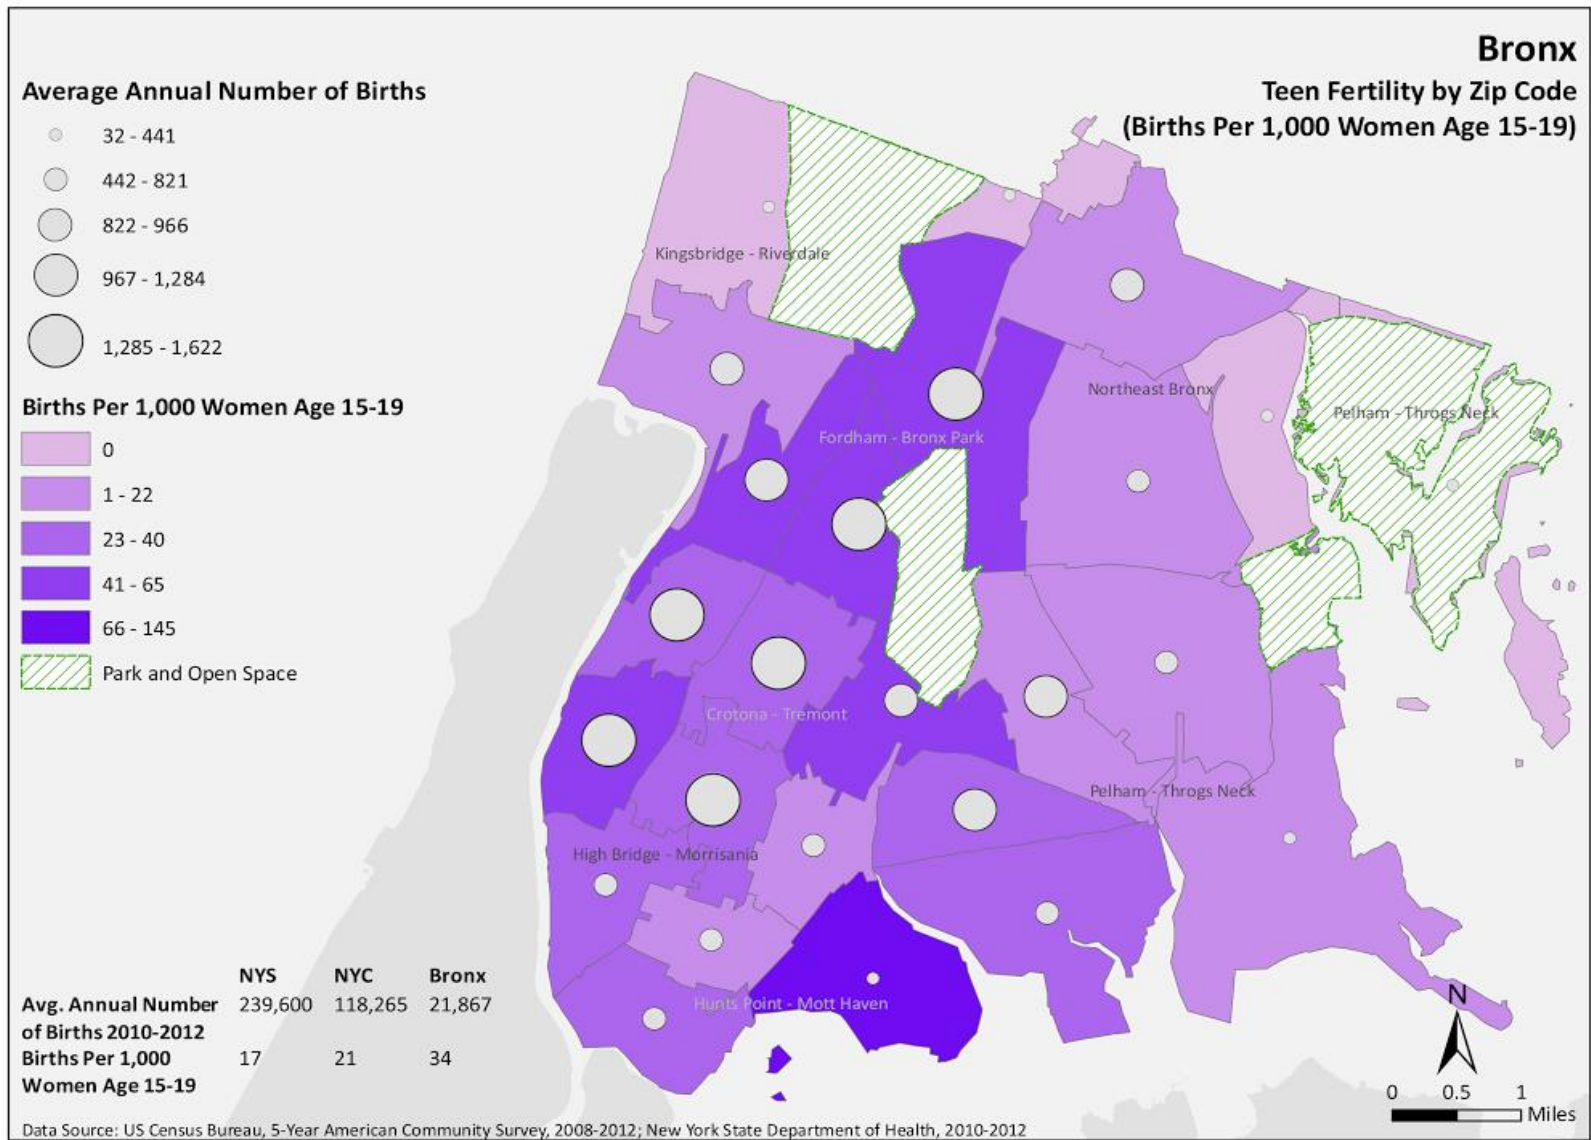 Bronx
Teen Fertility by Zip Code
(Births Per 1,000 Women Age 15-19)
Average Annual Number of Births
32 - 441
442 - 821
822 - 966
967 - 1,284
1,285 - 1,622
Births Per 1,000 Women Age 15-19
0
1 - 22
23 - 40
41 - 65
66 - 145
Park and Open Space
Kingsbridge - Riverdale
Northeast Bronx
Pelham - Throgs Neck
Fordham - Bronx Park
Crotona - Tremont
Pelham - Throgs Neck
High Bridge - Morrisania
Hunts Point - Mott Haven
NYS NYC Bronx
Avg. Annual Number 239,600 118,265 21,867
of Births 2010-2012
Births Per 1,000 17 21 34
Women Age 15-19
N
0 0.5 1
Miles
Data Source: US Census Bureau, 5-Year American Community Survey, 2008-2012; New York State Department of Health, 2010-2012